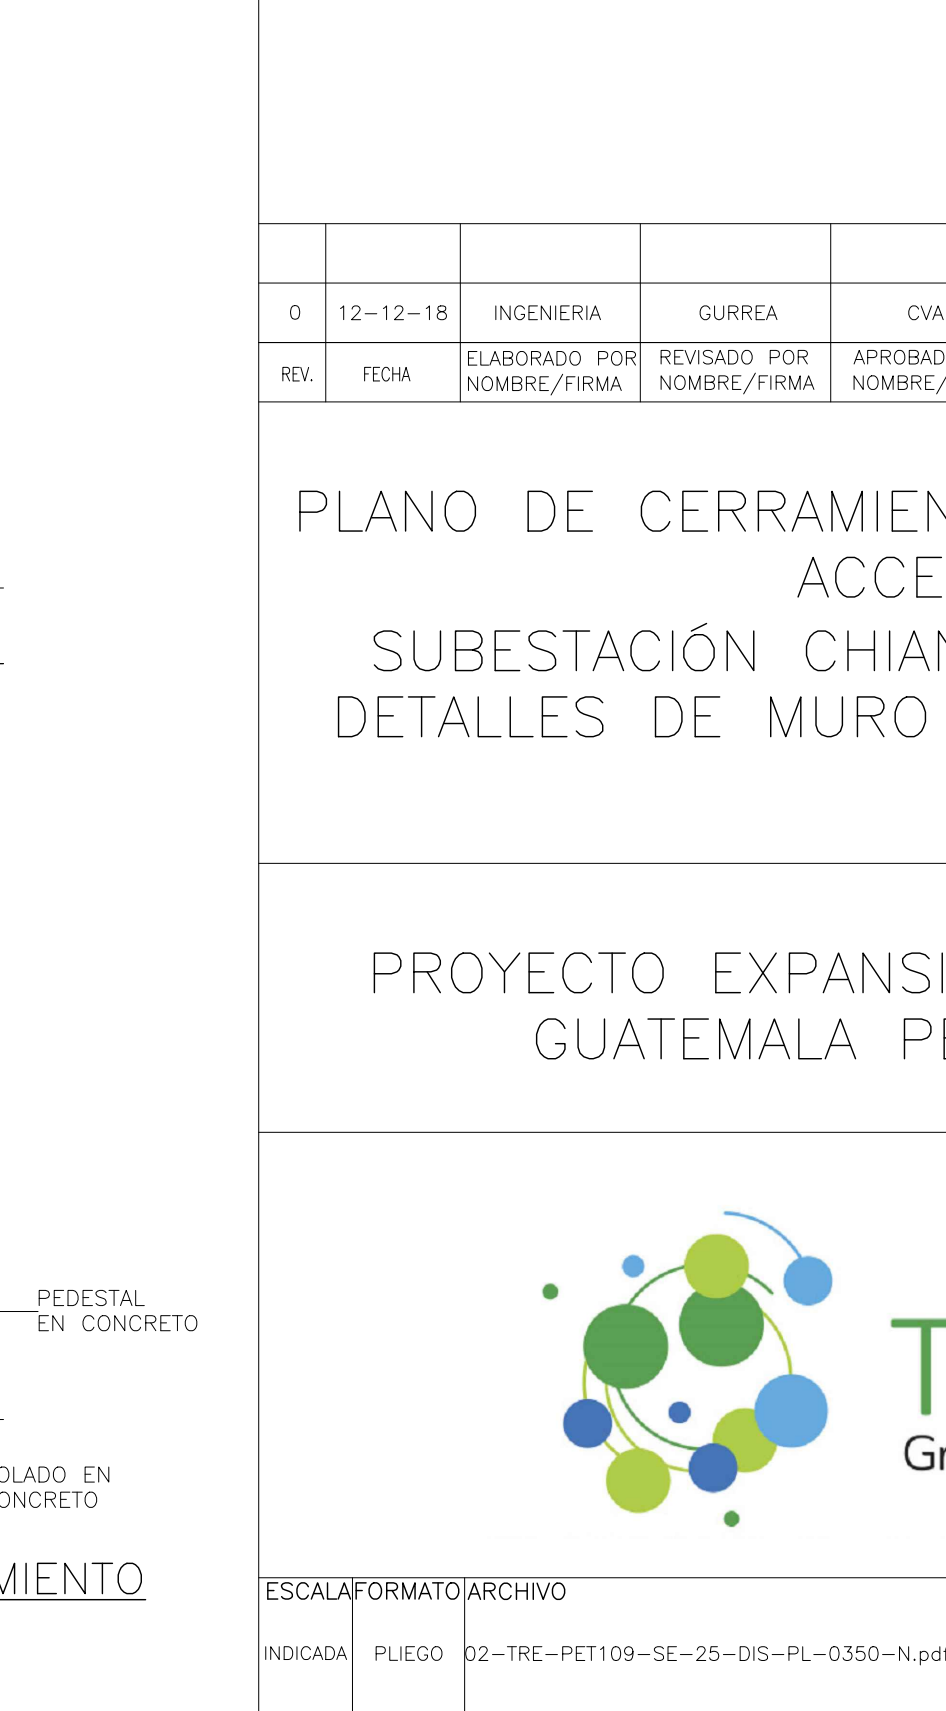 0 12-12-18 INGENIERIA GURREA CVA
REV. FECHA ELABORADO POR NOMBRE/FIRMA REVISADO POR NOMBRE/FIRMA APROBAD NOMBRE/
PLANO DE CERRAMIEN
ACCE
SUBESTACIÓN CHIAN
DETALLES DE MURO
PROYECTO EXPANSI
GUATEMALA PE
PEDESTAL
EN CONCRETO
OLADO EN
ONCRETO
MIENTO
T
Gr
ESCALA FORMATO ARCHIVO
INDICADA PLIEGO 02-TRE-PET109-SE-25-DIS-PL-0350-N.pdf